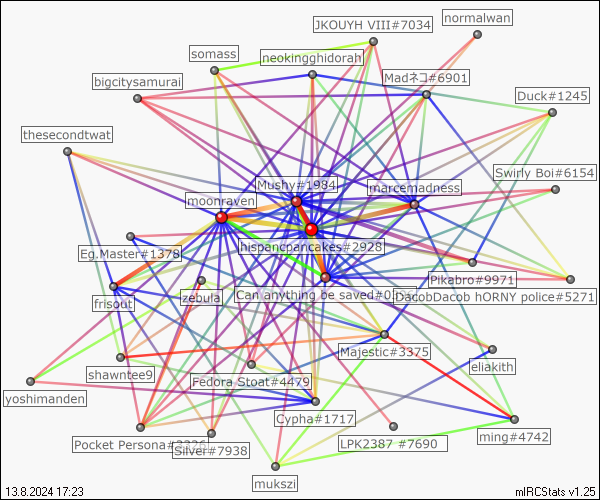 JKOUYH VIII#7034
normalwan
somass
neokingghidorah
bigcitysamurai
Madネコ#6901
Duck#1245
thesecondtwat
Swirly Boi#6154
Mushy#1984
marcemadness
moonraven
hispanicpancakes#2928
Eg.Master#1378
Pikabro#9971
frisout
zebula
Can anything be saved#0
DacobDacob hORNY police#5271
Majestic#3375
eliakith
shawntee9
Fedora Stoat#4479
yoshimanden
Cypha#1717
ming#4742
Pocket Persona
Silver#7938
LPK2387 #7690
mukszi
13.8.2024 17:23
mIRCStats v1.25